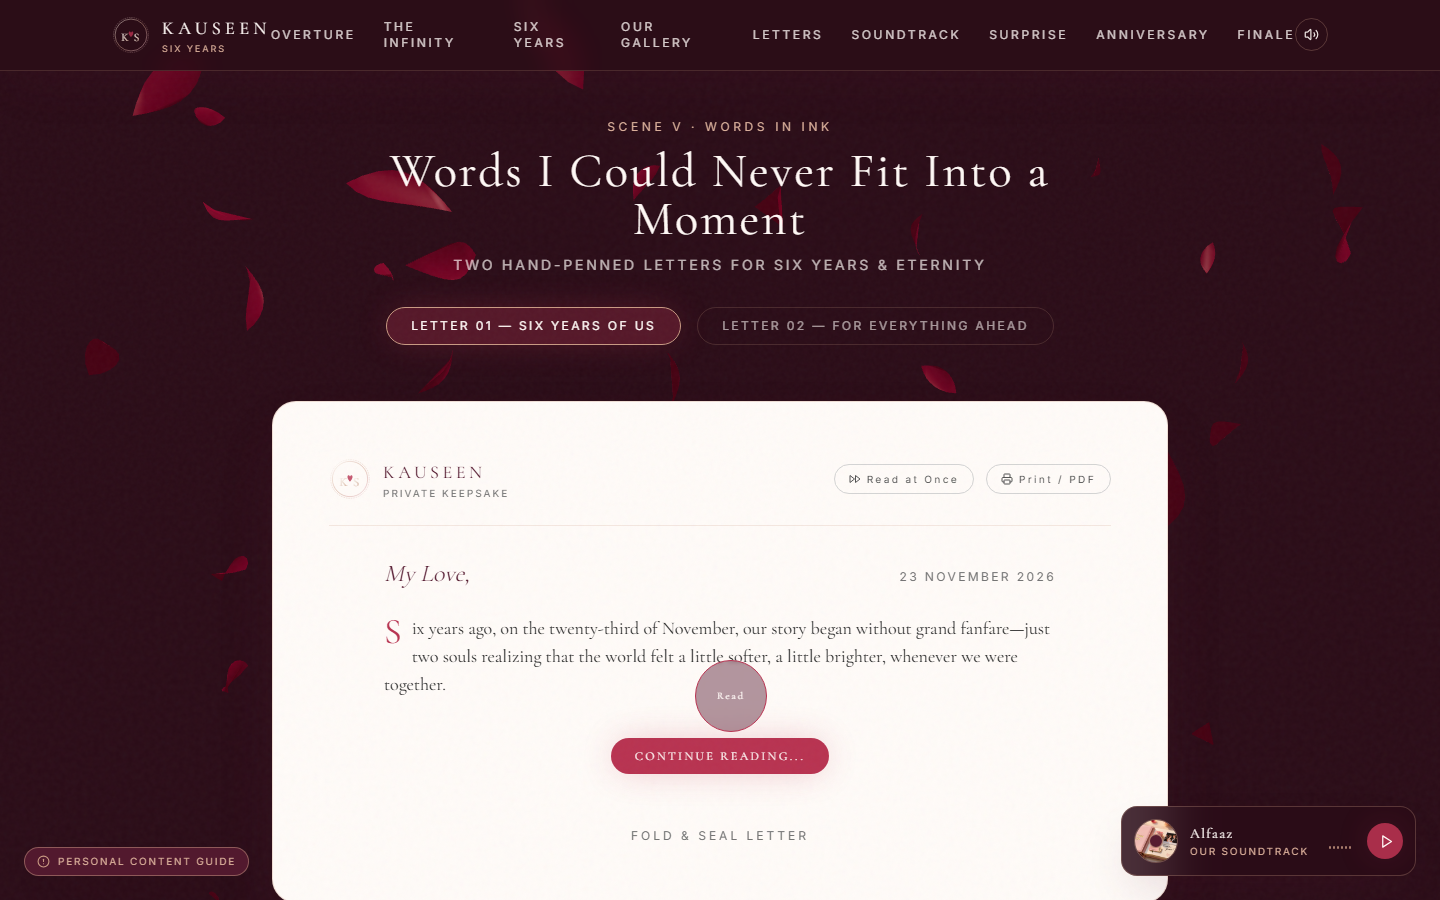 KAUSEEN
SIX YEARS
OVERTURE
THE INFINITY
SIX YEARS
OUR GALLERY
LETTERS
SOUNDTRACK
SURPRISE
ANNIVERSARY
FINALE
SCENE V · WORDS IN INK
Words I Could Never Fit Into a
Moment
TWO HAND-PENNED LETTERS FOR SIX YEARS & ETERNITY
LETTER 01 — SIX YEARS OF US
LETTER 02 — FOR EVERYTHING AHEAD
K♥S
KAUSEEN
PRIVATE KEEPSAKE
Read at Once
Print / PDF
My Love,
23 NOVEMBER 2026
Six years ago, on the twenty-third of November, our story began without grand fanfare—just
two souls realizing that the world felt a little softer, a little brighter, whenever we were
together.
Read
CONTINUE READING...
FOLD & SEAL LETTER
PERSONAL CONTENT GUIDE
Alfaaz
OUR SOUNDTRACK